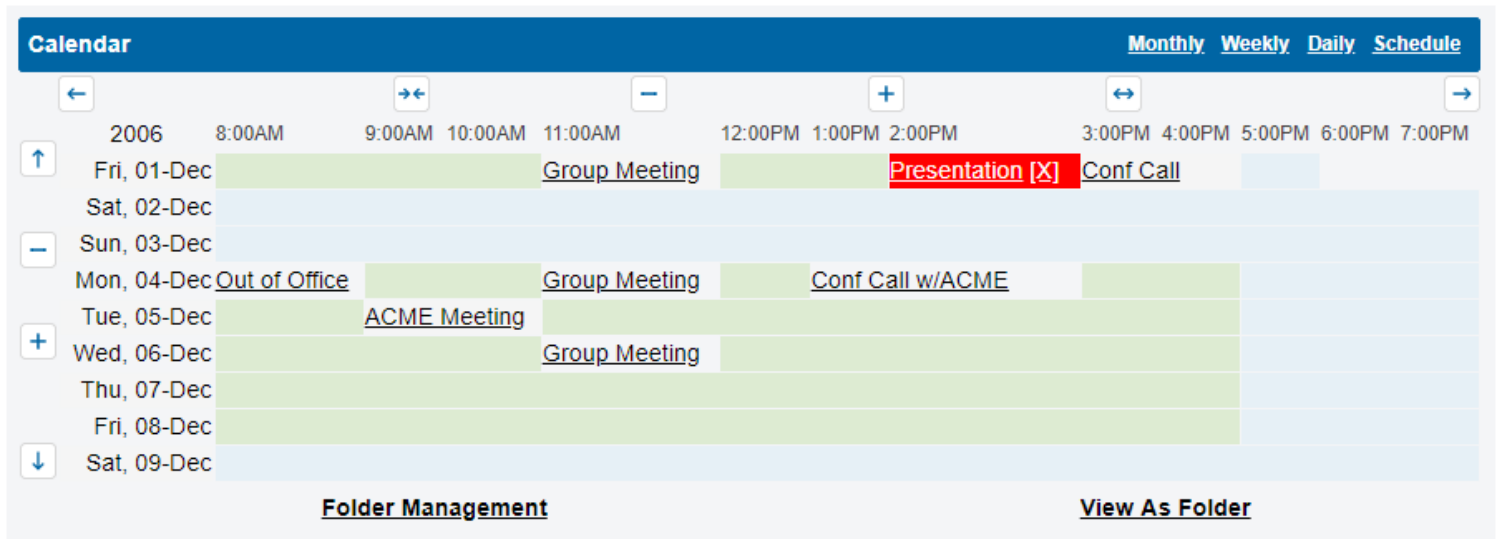 Calendar Monthly Weekly Daily Schedule
2006 8:00AM 9:00AM 10:00AM 11:00AM 12:00PM 1:00PM 2:00PM 3:00PM 4:00PM 5:00PM 6:00PM 7:00PM
Fri, 01-Dec Group Meeting Presentation [X] Conf Call
Sat, 02-Dec
Sun, 03-Dec
Mon, 04-Dec Out of Office Group Meeting Conf Call w/ACME
Tue, 05-Dec ACME Meeting
Wed, 06-Dec Group Meeting
Thu, 07-Dec
Fri, 08-Dec
Sat, 09-Dec
Folder Management View As Folder